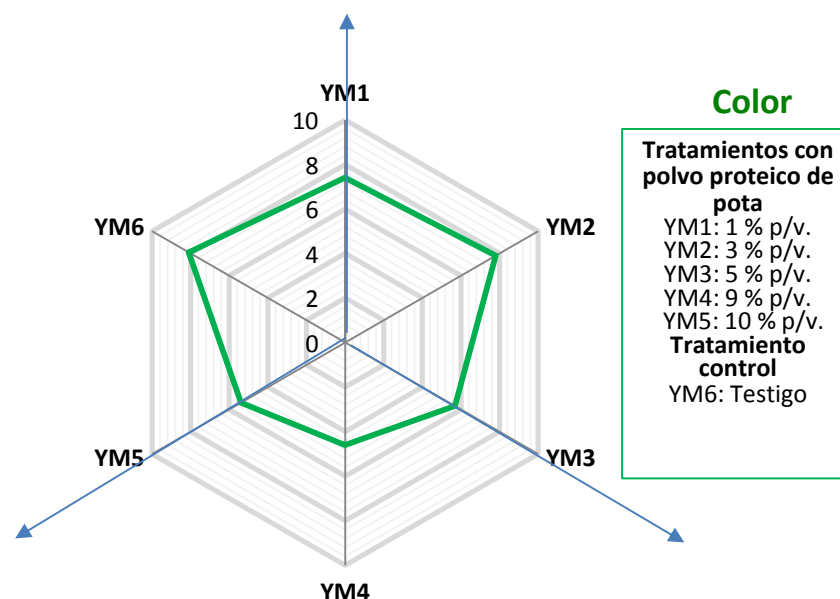 YM1
10
8
6
4
2
0
YM2
YM3
YM4
YM5
YM6
Color
Tratamientos con
polvo proteico de
pota
YM1: 1 % p/v.
YM2: 3 % p/v.
YM3: 5 % p/v.
YM4: 9 % p/v.
YM5: 10 % p/v.
Tratamiento
control
YM6: Testigo